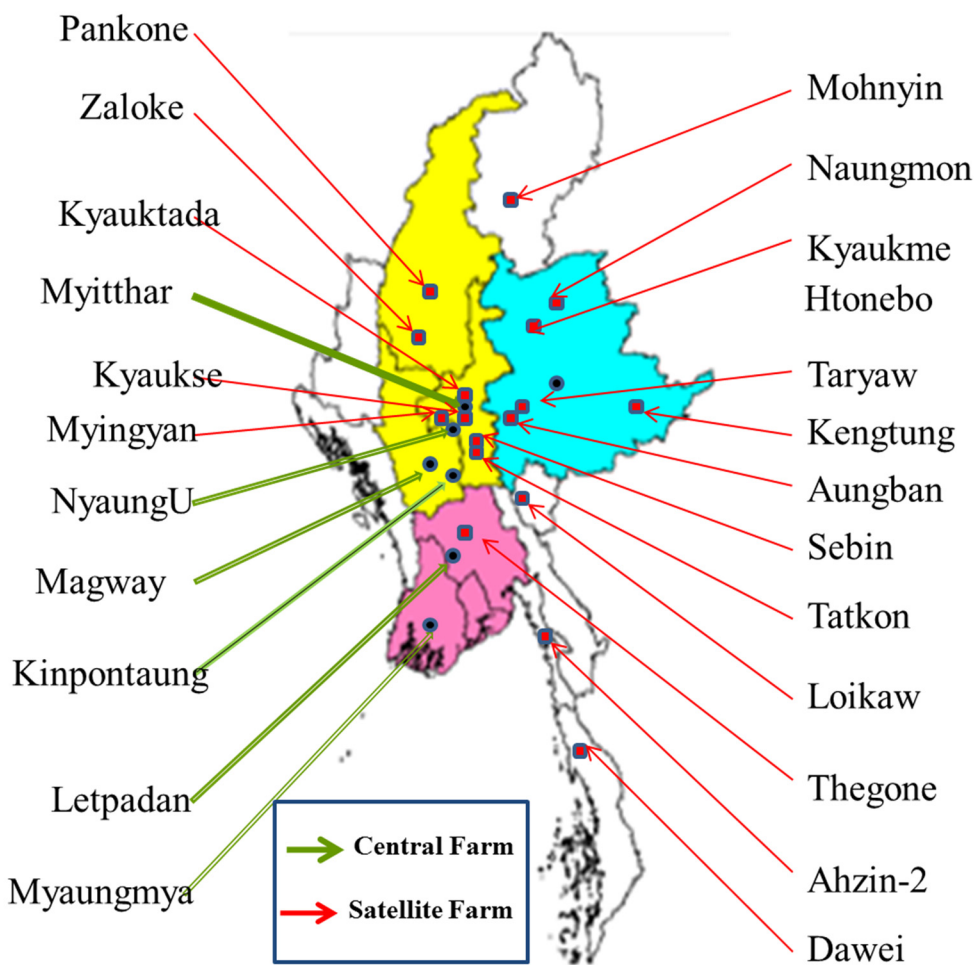 Pankone
Zaloke
Kyauktada
Myitthar
Kyaukse
Myingyan
NyaungU
Magway
Kinpontaung
Letpadan
Myaungmya
Mohnyin
Naungmon
Kyaukme
Htonebo
Taryaw
Kengtung
Aungban
Sebin
Tatkon
Loikaw
Thegone
Ahzin-2
Dawei
Central Farm
Satellite Farm